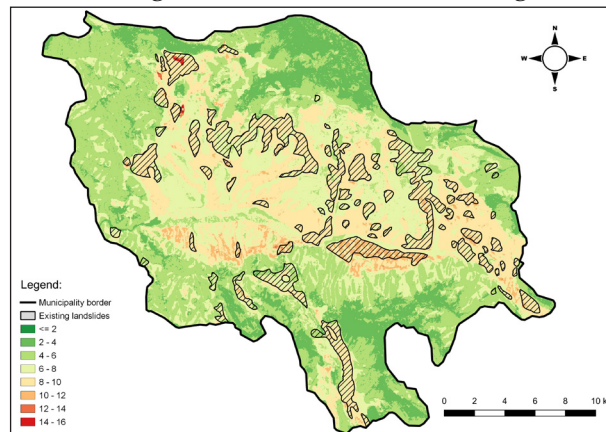 N
W E
S
Legend:
Municipality border
Existing landslides
<= 2
2 - 4
4 - 6
6 - 8
8 - 10
10 - 12
12 - 14
14 - 16
0 2 4 6 8 10 k